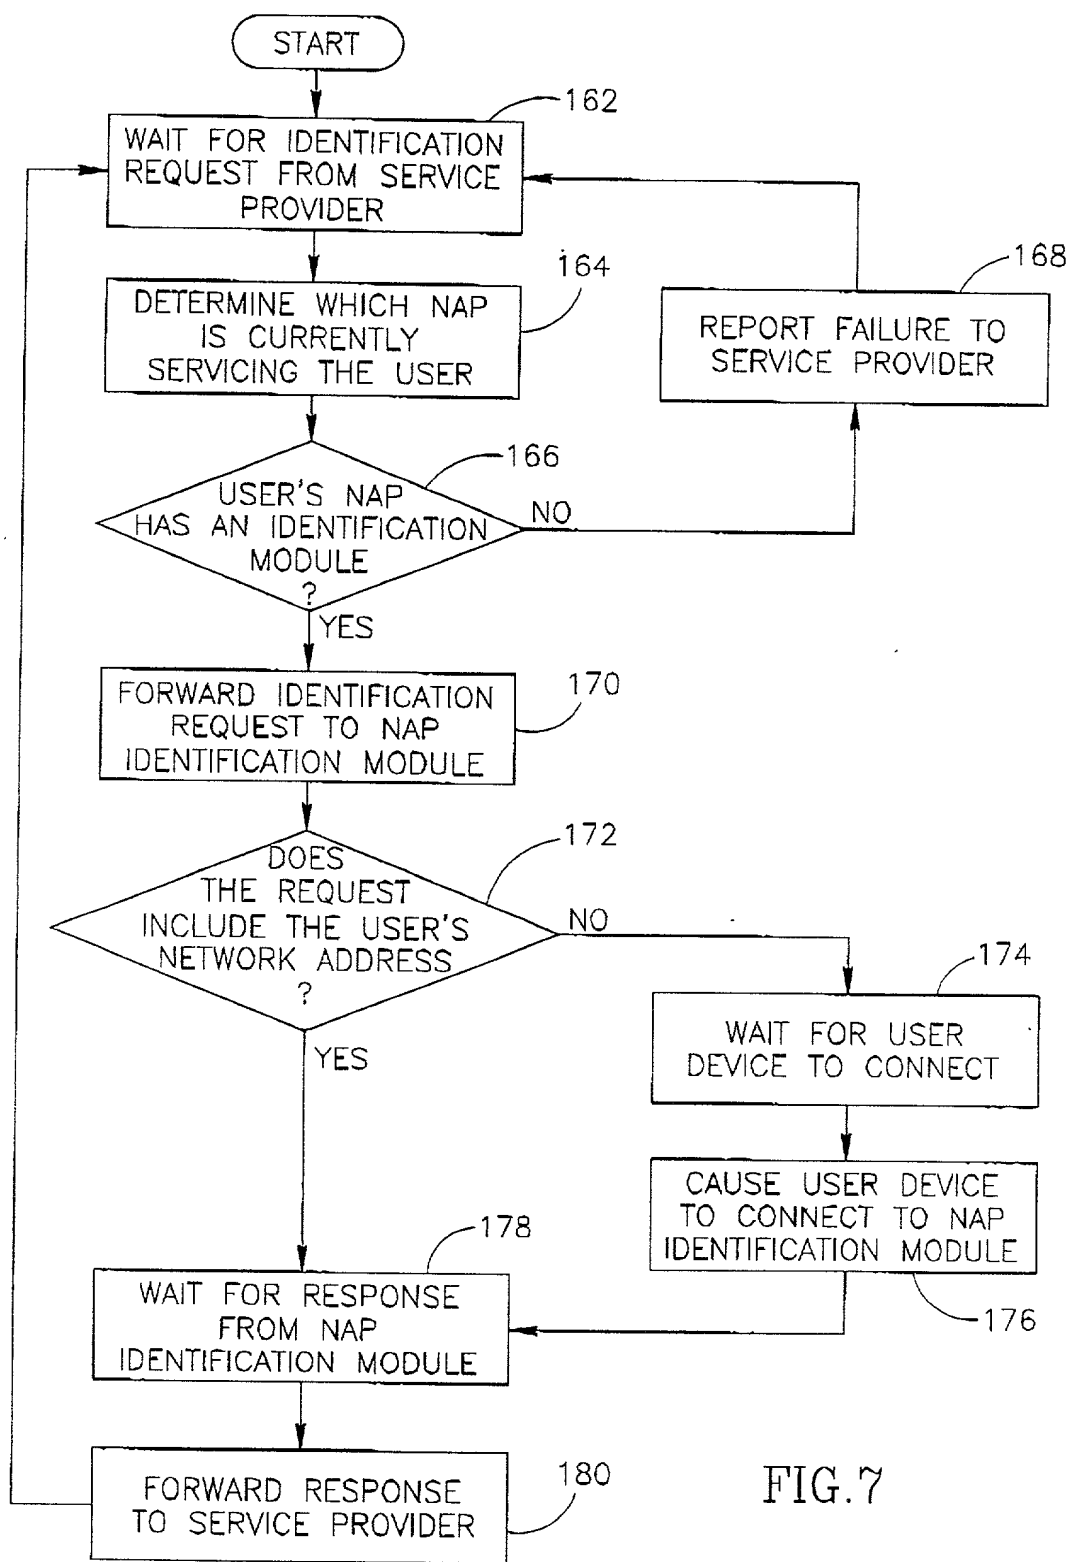 START
162
WAIT FOR IDENTIFICATION
REQUEST FROM SERVICE
PROVIDER
164
DETERMINE WHICH NAP
IS CURRENTLY
SERVICING THE USER
168
REPORT FAILURE TO
SERVICE PROVIDER
166
USER'S NAP
HAS AN IDENTIFICATION
MODULE
?
NO
YES
170
FORWARD IDENTIFICATION
REQUEST TO NAP
IDENTIFICATION MODULE
172
DOES
THE REQUEST
INCLUDE THE USER'S
NETWORK ADDRESS
?
NO
YES
174
WAIT FOR USER
DEVICE TO CONNECT
CAUSE USER DEVICE
TO CONNECT TO NAP
IDENTIFICATION MODULE
176
178
WAIT FOR RESPONSE
FROM NAP
IDENTIFICATION MODULE
180
FORWARD RESPONSE
TO SERVICE PROVIDER
FIG.7